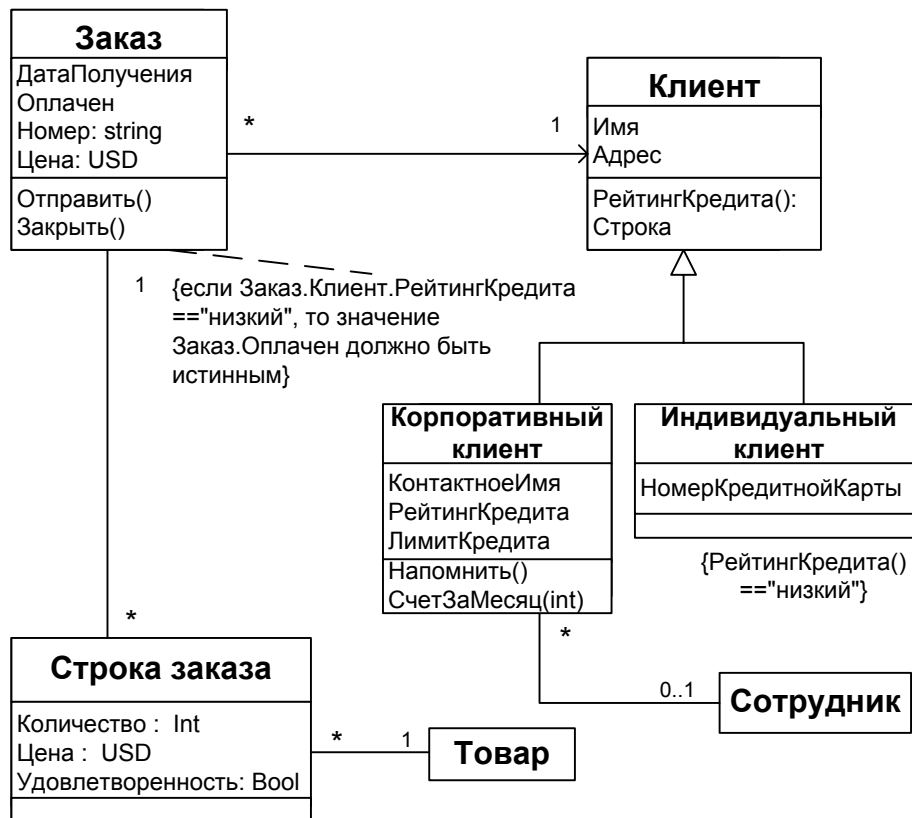 Заказ
ДатаПолучения
Оплачен
Номер: string
Цена: USD
Отправить()
Закрыть()
*
1
Клиент
Имя
Адрес
РейтингКредита():
Строка
1
{если Заказ.Клиент.РейтингКредита
=="низкий", то значение
Заказ.Оплачен должно быть
истинным}
Корпоративный
клиент
КонтактноеИмя
РейтингКредита
ЛимитКредита
Напомнить()
СчетЗаМесяц(int)
Индивидуальный
клиент
НомерКредитнойКарты
{РейтингКредита()
=="низкий"}
*
Строка заказа
Количество : Int
Цена : USD
Удовлетворенность: Bool
*
1
Товар
*
0..1
Сотрудник